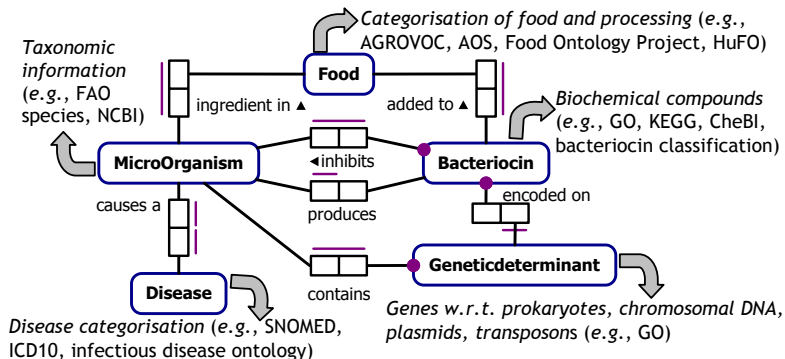 Categorisation of food and processing (e.g.,
AGROVOC, AOS, Food Ontology Project, HuFO)
Taxonomic
information
(e.g., FAO
species, NCBI)
Food
ingredient in ▲
added to ▲
Biochemical compounds
(e.g., GO, KEGG, CheBI,
bacteriocin classification)
MicroOrganism
◄inhibits
Bacteriocin
produces
encoded on
causes a
Geneticdeterminant
Disease
contains
Genes w.r.t. prokaryotes, chromosomal DNA,
plasmids, transposons (e.g., GO)
Disease categorisation (e.g., SNOMED,
ICD10, infectious disease ontology)